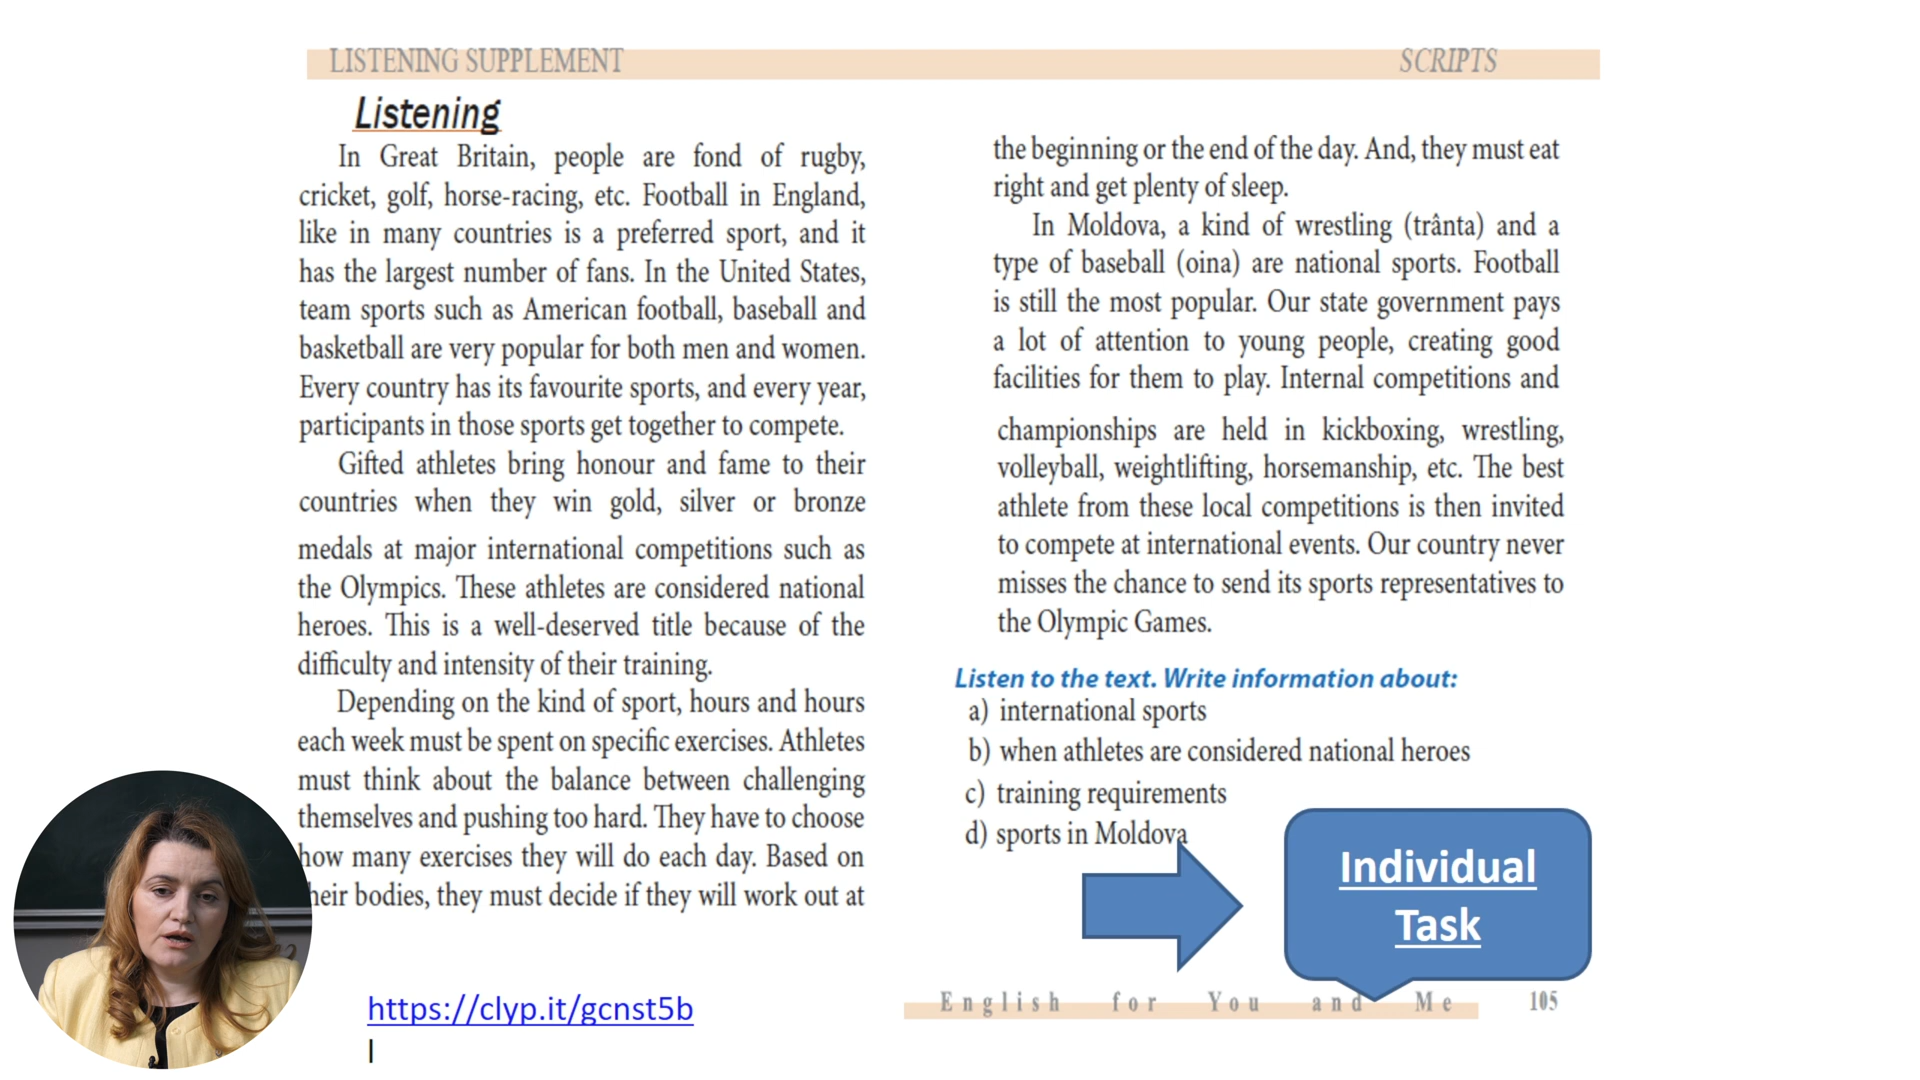 LISTENING SUPPLEMENT
SCRIPTS
Listening
In Great Britain, people are fond of rugby,
cricket, golf, horse-racing, etc. Football in England,
like in many countries is a preferred sport, and it
has the largest number of fans. In the United States,
team sports such as American football, baseball and
basketball are very popular for both men and women.
Every country has its favourite sports, and every year,
participants in those sports get together to compete.
Gifted athletes bring honour and fame to their
countries when they win gold, silver or bronze
medals at major international competitions such as
the Olympics. These athletes are considered national
heroes. This is a well-deserved title because of the
difficulty and intensity of their training.
Depending on the kind of sport, hours and hours
each week must be spent on specific exercises. Athletes
must think about the balance between challenging
themselves and pushing too hard. They have to choose
how many exercises they will do each day. Based on
their bodies, they must decide if they will work out at
the beginning or the end of the day. And, they must eat
right and get plenty of sleep.
In Moldova, a kind of wrestling (trânta) and a
type of baseball (oina) are national sports. Football
is still the most popular. Our state government pays
a lot of attention to young people, creating good
facilities for them to play. Internal competitions and
championships are held in kickboxing, wrestling,
volleyball, weightlifting, horsemanship, etc. The best
athlete from these local competitions is then invited
to compete at international events. Our country never
misses the chance to send its sports representatives to
the Olympic Games.
Listen to the text. Write information about:
a) international sports
b) when athletes are considered national heroes
c) training requirements
d) sports in Moldova
Individual
Task
https://clyp.it/gcnst5b
English for You and Me 105